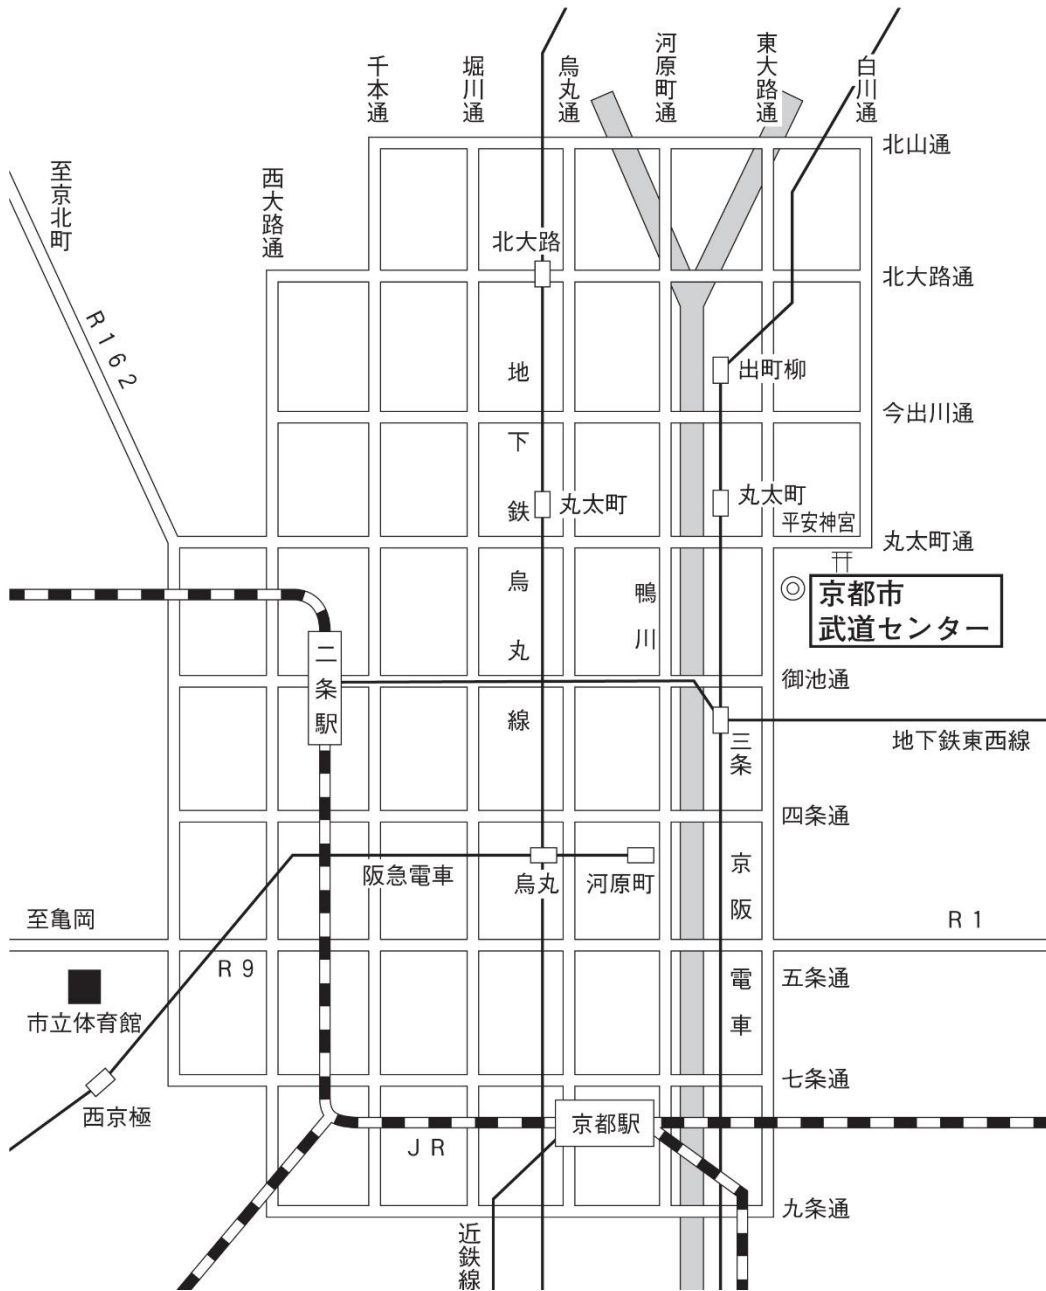 千本通
堀川通
烏丸通
河原町通
東大路通
白川通
北山通
至京北町
西大路通
北大路
北大路通
R162
地下鉄烏丸線
出町柳
今出川通
丸太町
丸太町
平安神宮
丸太町通
鴨川
京都市
武道センター
二条駅
御池通
三条
地下鉄東西線
四条通
阪急電車
烏丸
河原町
京阪電車
至亀岡
R1
R9
五条通
市立体育館
七条通
西京極
京都駅
JR
九条通
近鉄線